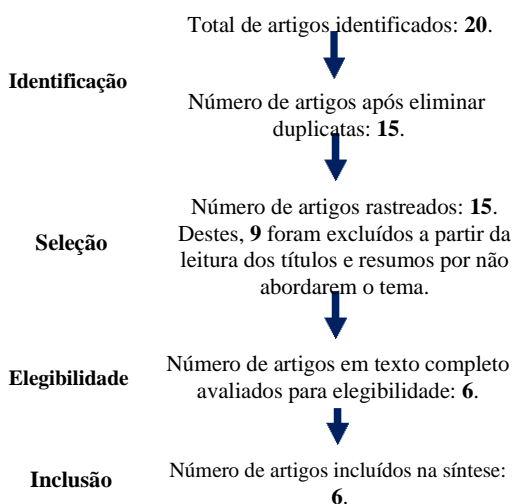 Total de artigos identificados: 20.
Identificação
Número de artigos após eliminar
duplicatas: 15.
Número de artigos rastreados: 15.
Destes, 9 foram excluídos a partir da
leitura dos títulos e resumos por não
abordarem o tema.
Seleção
Número de artigos em texto completo
avaliados para elegibilidade: 6.
Elegibilidade
Número de artigos incluídos na síntese:
6.
Inclusão